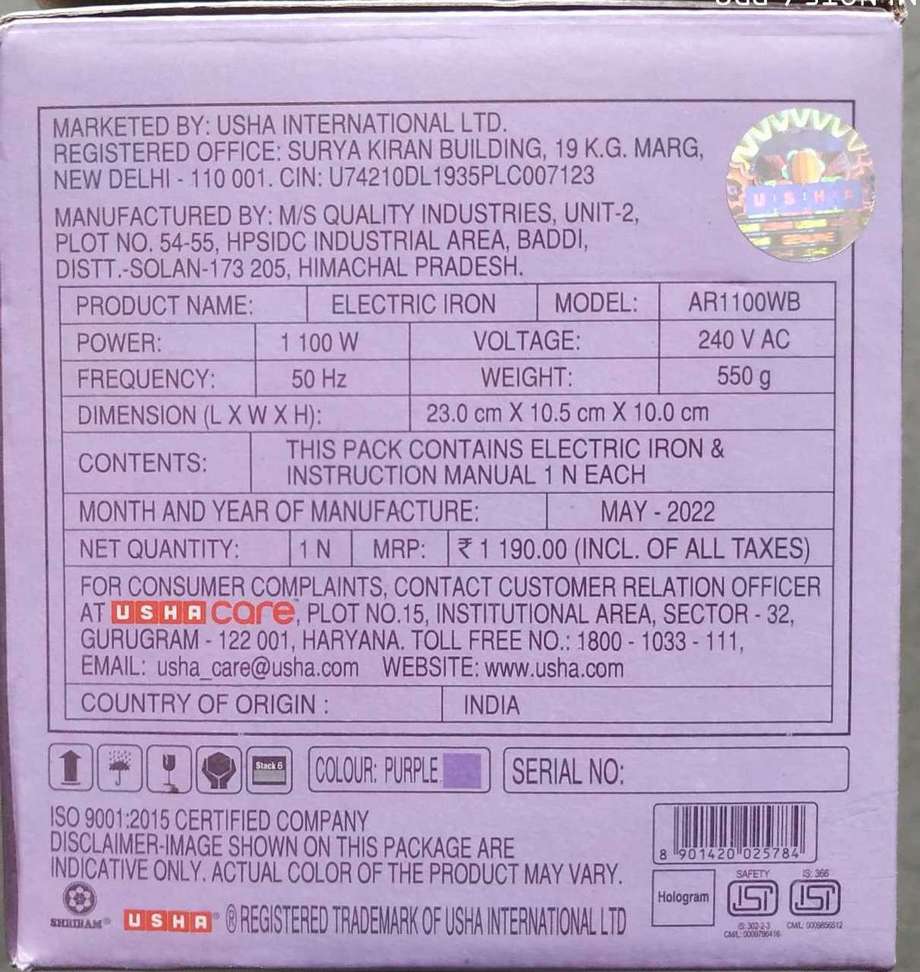 MARKETED BY: USHA INTERNATIONAL LTD.
REGISTERED OFFICE: SURYA KIRAN BUILDING, 19 K.G. MARG,
NEW DELHI - 110 001. CIN: U74210DL1935PLC007123
MANUFACTURED BY: M/S QUALITY INDUSTRIES, UNIT-2,
PLOT NO. 54-55, HPSIDC INDUSTRIAL AREA, BADDI,
DISTT.-SOLAN-173 205, HIMACHAL PRADESH.
USHA
PRODUCT NAME: ELECTRIC IRON MODEL: AR1100WB
POWER: 1 100 W VOLTAGE: 240 V AC
FREQUENCY: 50 Hz WEIGHT: 550 g
DIMENSION (L X W X H): 23.0 cm X 10.5 cm X 10.0 cm
CONTENTS: THIS PACK CONTAINS ELECTRIC IRON &
INSTRUCTION MANUAL 1 N EACH
MONTH AND YEAR OF MANUFACTURE: MAY - 2022
NET QUANTITY: 1 N MRP: ₹ 1 190.00 (INCL. OF ALL TAXES)
FOR CONSUMER COMPLAINTS, CONTACT CUSTOMER RELATION OFFICER
AT USHA care™, PLOT NO.15, INSTITUTIONAL AREA, SECTOR - 32,
GURUGRAM - 122 001, HARYANA. TOLL FREE NO.: 1800 - 1033 - 111,
EMAIL: usha_care@usha.com WEBSITE: www.usha.com
COUNTRY OF ORIGIN : INDIA
Stack 6 COLOUR: PURPLE SERIAL NO:
ISO 9001:2015 CERTIFIED COMPANY
DISCLAIMER-IMAGE SHOWN ON THIS PACKAGE ARE
INDICATIVE ONLY. ACTUAL COLOR OF THE PRODUCT MAY VARY.
8 901420 025784
Hologram
SAFETY IS: 366
IS: 302-2-3
SHRIRAM® USHA® ® REGISTERED TRADEMARK OF USHA INTERNATIONAL LTD